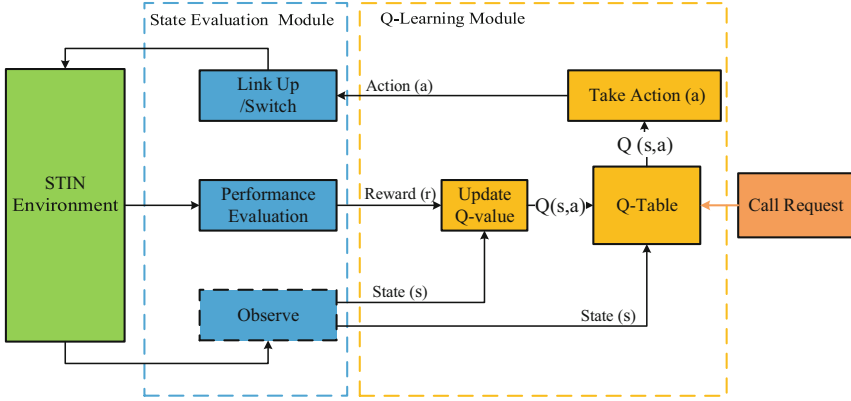 State Evaluation Module
Q-Learning Module
Link Up
/Switch
Action (a)
Take Action (a)
Q (s,a)
STIN
Environment
Performance
Evaluation
Reward (r)
Update
Q-value
Q(s,a)
Q-Table
Call Request
State (s)
Observe
State (s)